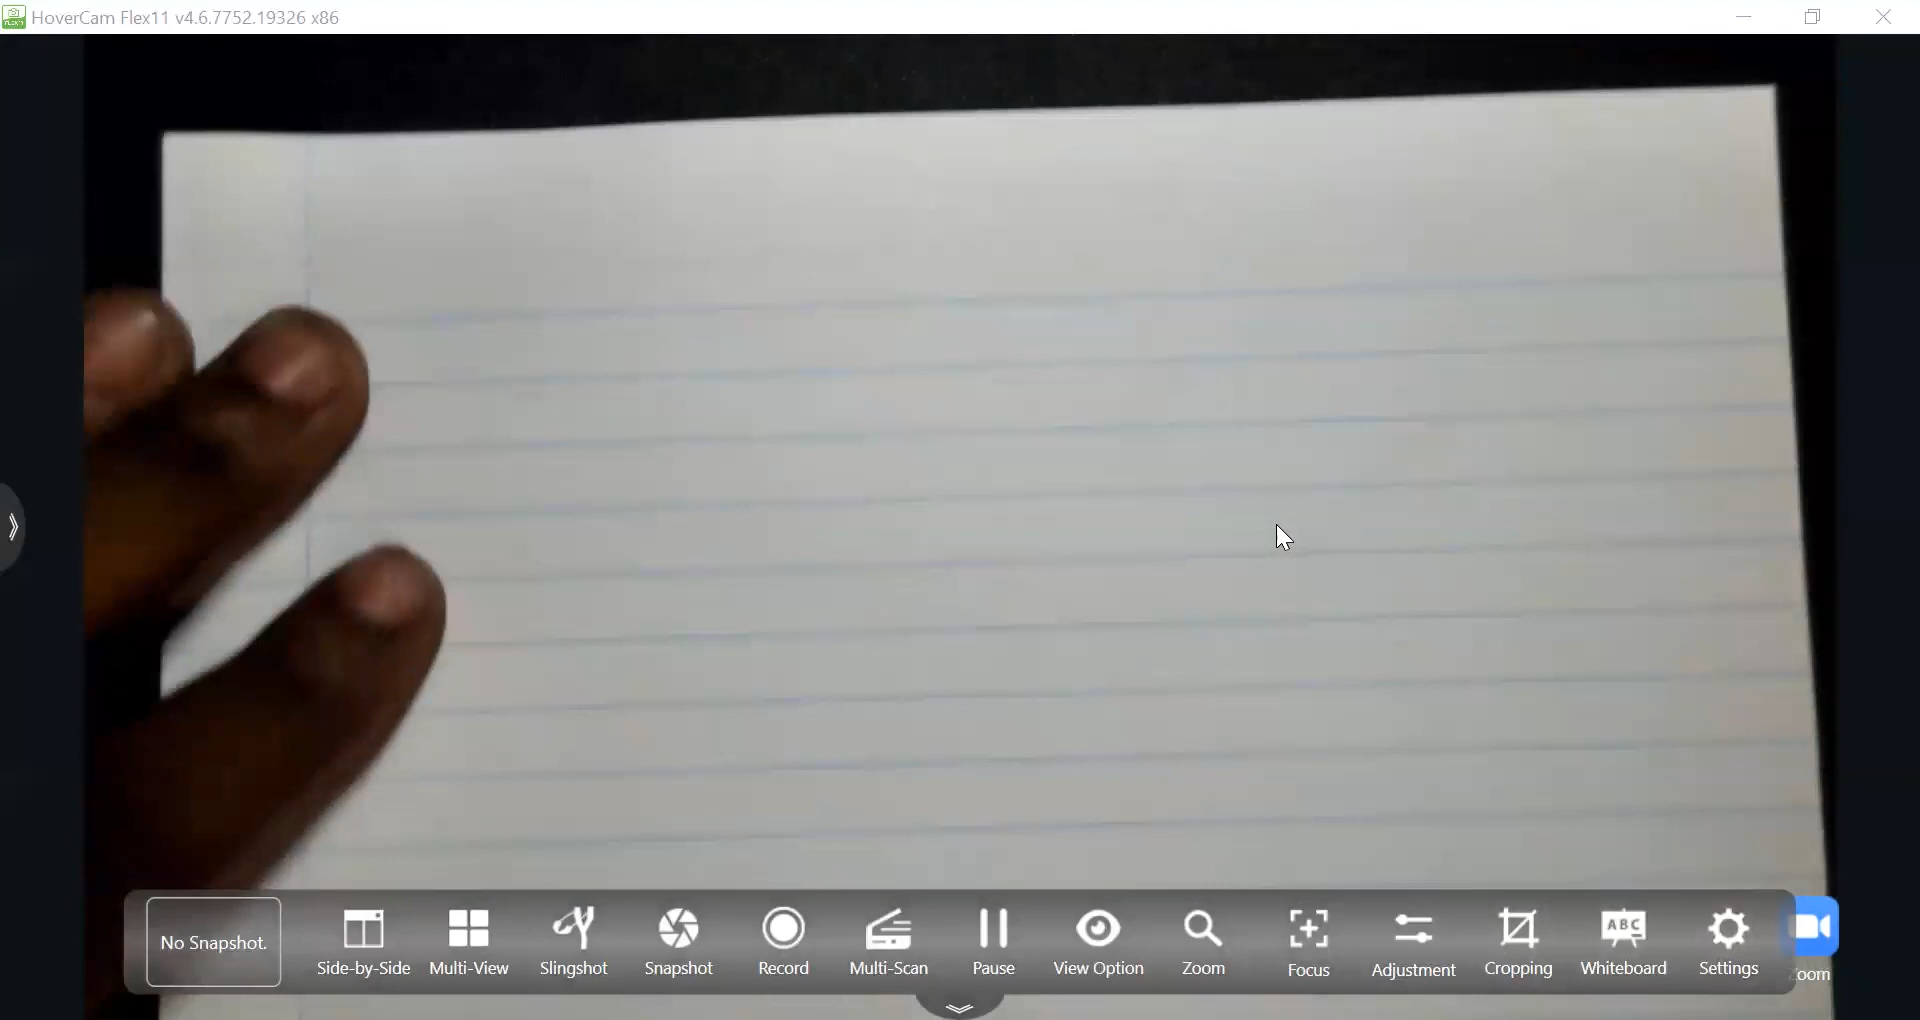 HoverCam Flex11 v4.6.7752.19326 x86
No Snapshot.
Side-by-Side
Multi-View
Slingshot
Snapshot
Record
Multi-Scan
Pause
View Option
Zoom
Focus
Adjustment
Cropping
ABC
Whiteboard
Settings
oom